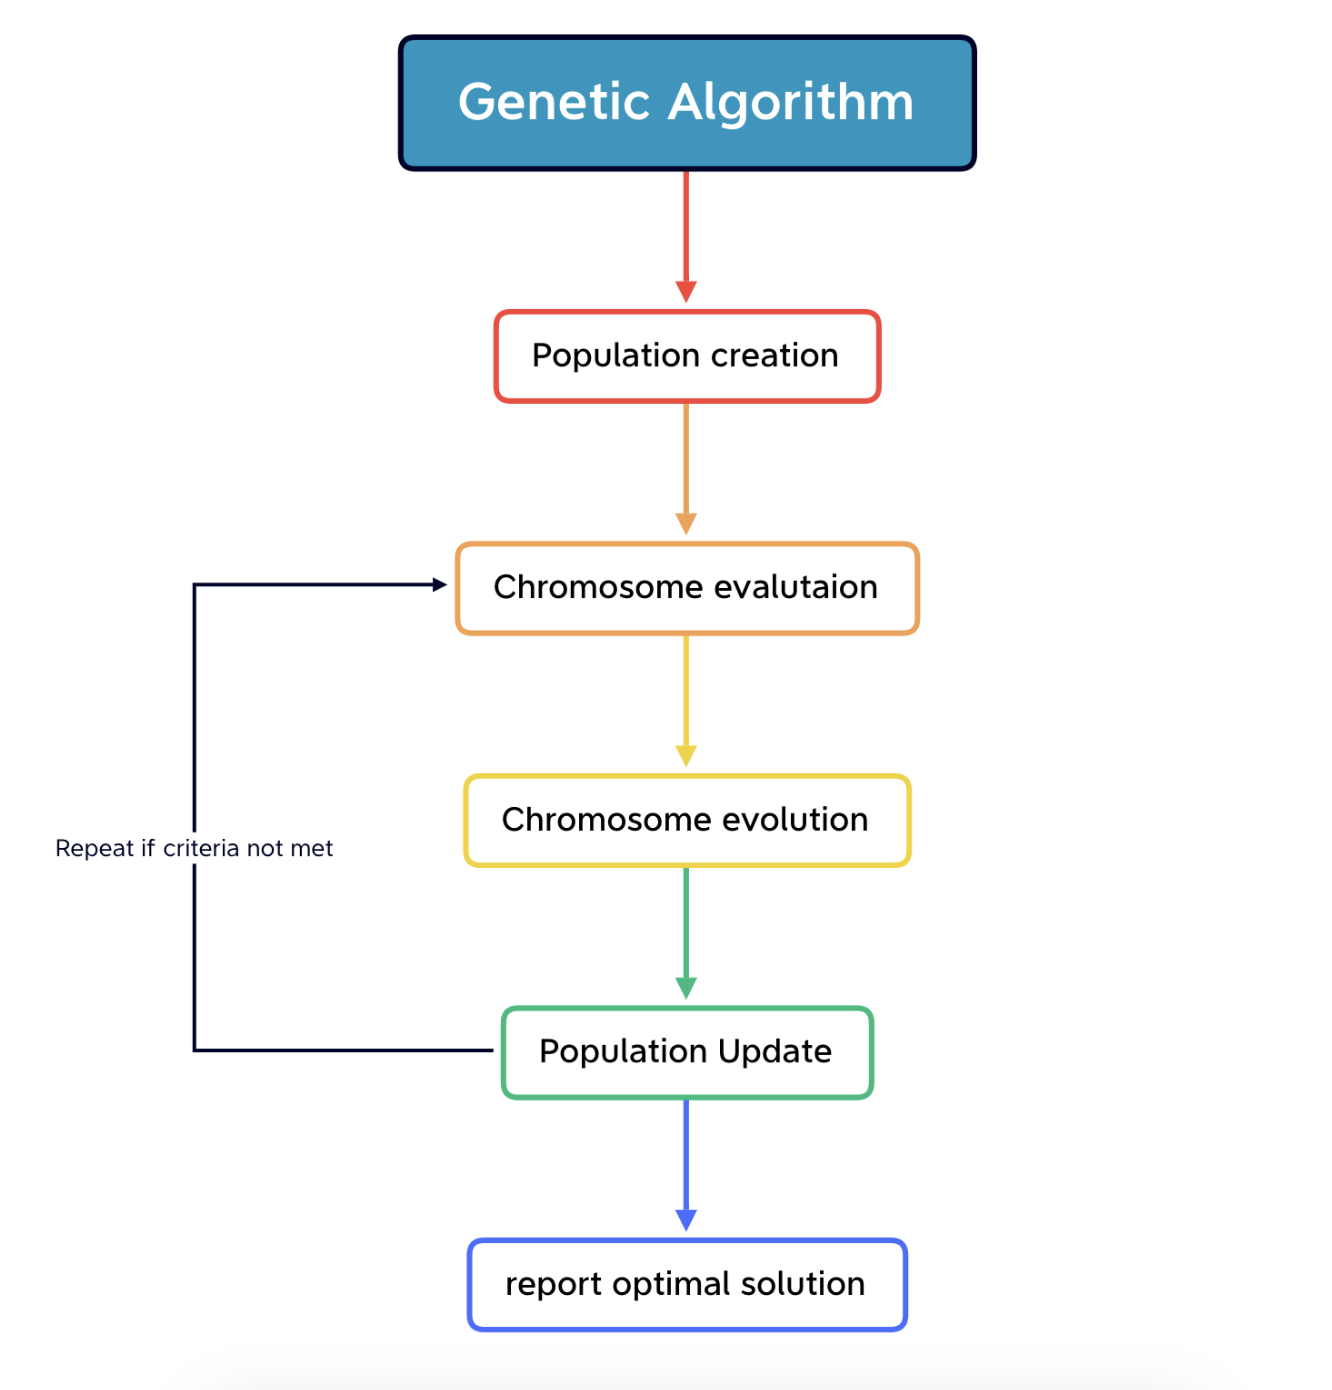 Genetic Algorithm
Population creation
Chromosome evalutaion
Chromosome evolution
Repeat if criteria not met
Population Update
report optimal solution